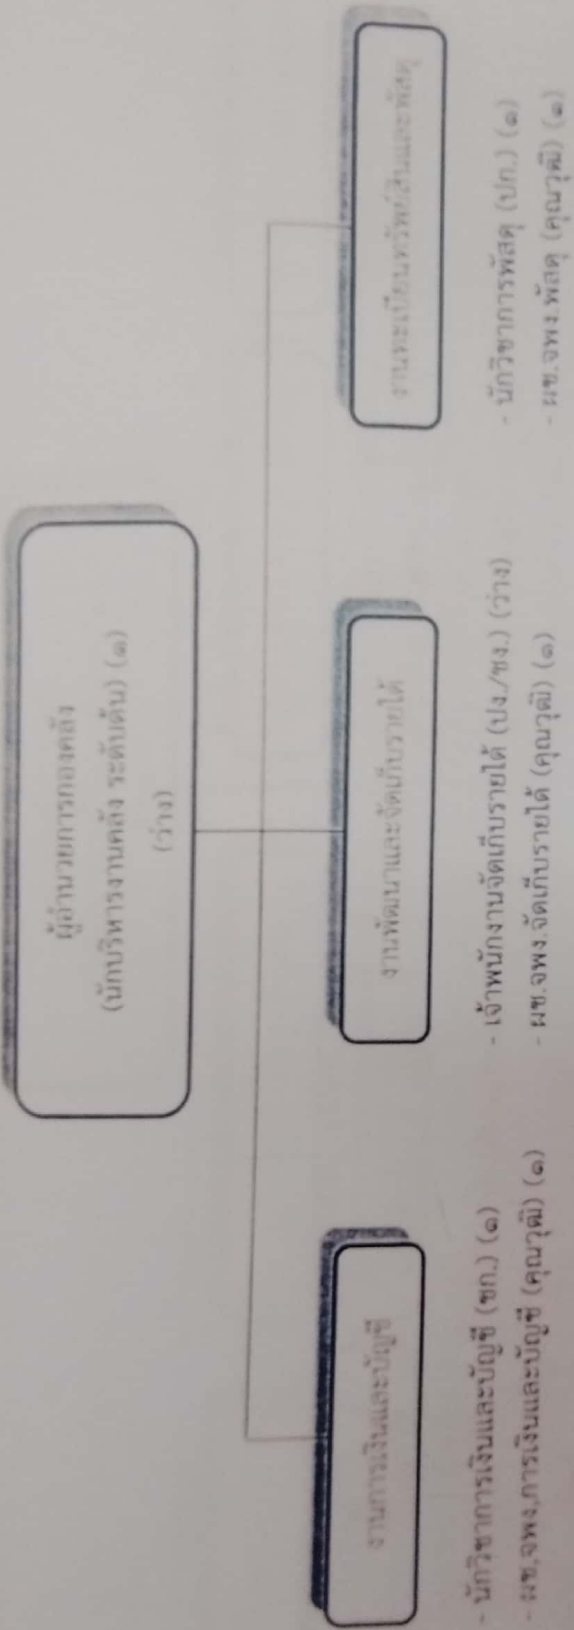 ผู้อำนวยการกองคลัง
(นักบริหารงานคลัง ระดับต้น) (๑)
(ว่าง)
งานการเงินและบัญชี
- นักวิชาการเงินและบัญชี (ชก.) (๑)
- ผช.จพง.การเงินและบัญชี (คุณวุฒิ) (๑)
งานพัฒนาและจัดเก็บรายได้
- เจ้าพนักงานจัดเก็บรายได้ (ปง./ชง.) (ว่าง)
- ผช.จพง.จัดเก็บรายได้ (คุณวุฒิ) (๑)
งานทะเบียนทรัพย์สินและพัสดุ
- นักวิชาการพัสดุ (ปก.) (๑)
- ผช.จพง.พัสดุ (คุณวุฒิ) (๑)